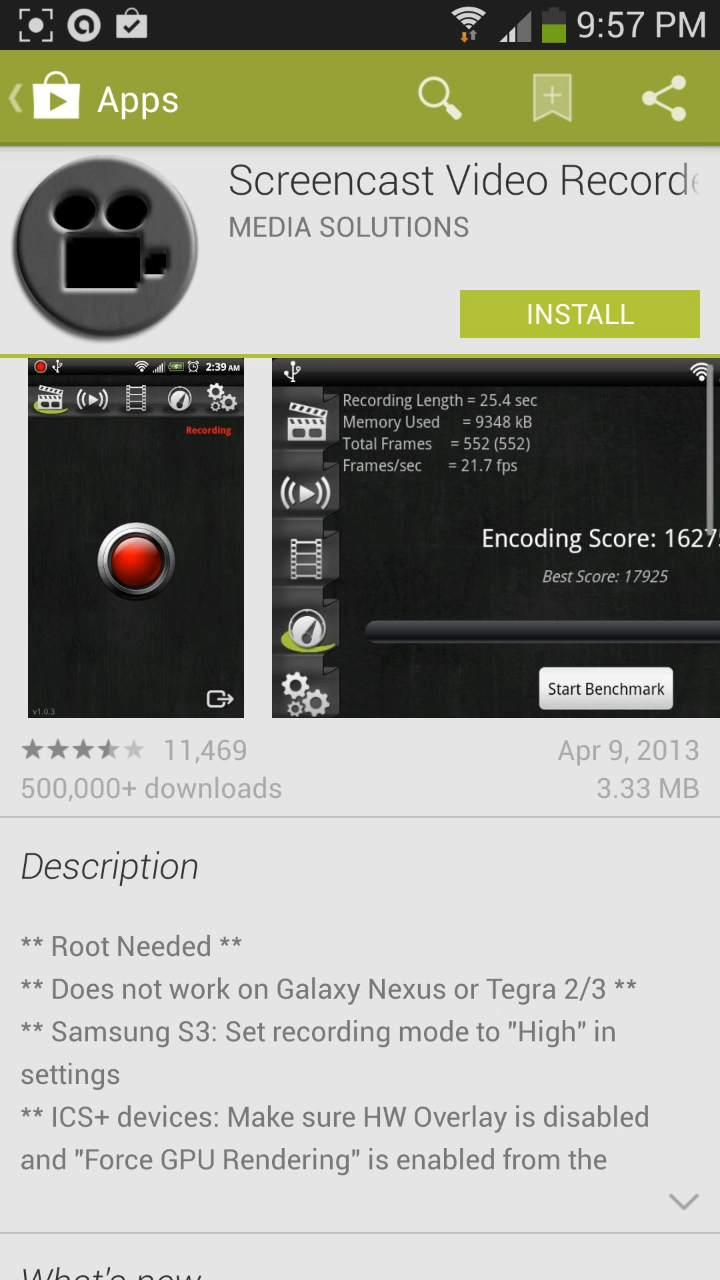 9:57 PM
Apps
Screencast Video Recorde
MEDIA SOLUTIONS
INSTALL
2:39 AM
Recording
v1.0.3
Recording Length = 25.4 sec
Memory Used = 9348 kB
Total Frames = 552 (552)
Frames/sec = 21.7 fps
Encoding Score: 1627
Best Score: 17925
Start Benchmark
11,469
Apr 9, 2013
500,000+ downloads
3.33 MB
Description
** Root Needed **
** Does not work on Galaxy Nexus or Tegra 2/3 **
** Samsung S3: Set recording mode to "High" in
settings
** ICS+ devices: Make sure HW Overlay is disabled
and "Force GPU Rendering" is enabled from the
What's new